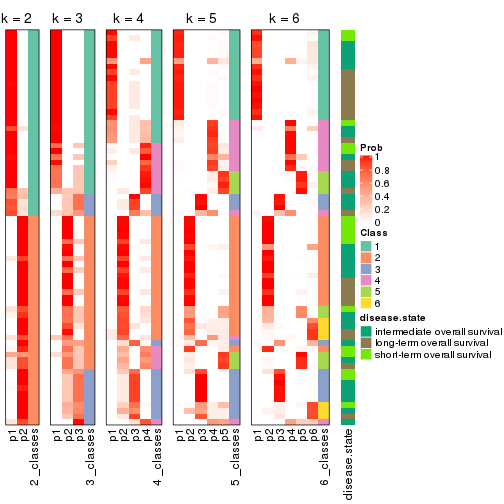 k = 2
k = 3
k = 4
k = 5
k = 6
Prob
1
0.8
0.6
0.4
0.2
0
Class
1
2
3
4
5
6
disease.state
intermediate overall survival
long-term overall survival
short-term overall survival
p1
p2
2_classes
p1
p2
p3
3_classes
p1
p2
p3
p4
4_classes
p1
p2
p3
p4
p5
5_classes
p1
p2
p3
p4
p5
p6
6_classes
disease.state